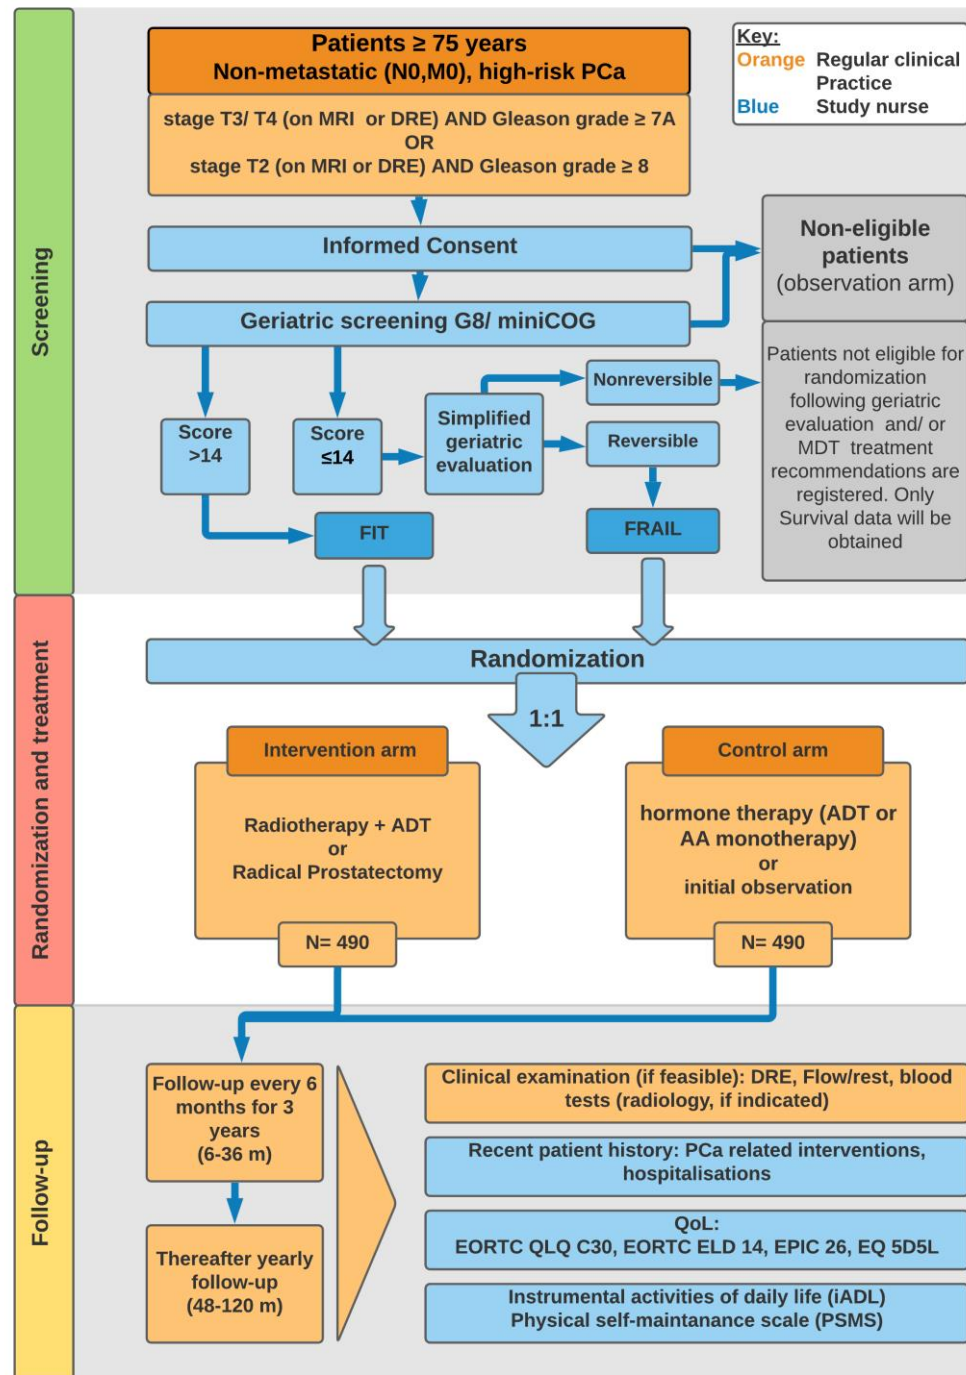 Patients ≥ 75 years
Non-metastatic (N0,M0), high-risk PCa
stage T3/ T4 (on MRI or DRE) AND Gleason grade ≥ 7A
OR
stage T2 (on MRI or DRE) AND Gleason grade ≥ 8
Key:
Orange Regular clinical
Practice
Blue Study nurse
Screening
Informed Consent
Non-eligible
patients
(observation arm)
Geriatric screening G8/ miniCOG
Patients not eligible for
randomization
following geriatric
evaluation and/ or
MDT treatment
recommendations are
registered. Only
Survival data will be
obtained
Score
>14
Score
≤14
Simplified
geriatric
evaluation
Nonreversible
Reversible
FIT
FRAIL
Randomization and treatment
Randomization
1:1
Intervention arm
Radiotherapy + ADT
or
Radical Prostatectomy
N= 490
Control arm
hormone therapy (ADT or
AA monotherapy)
or
initial observation
N= 490
Follow-up
Follow-up every 6
months for 3
years
(6-36 m)
Thereafter yearly
follow-up
(48-120 m)
Clinical examination (if feasible): DRE, Flow/rest, blood
tests (radiology, if indicated)
Recent patient history: PCa related interventions,
hospitalisations
QoL:
EORTC QLQ C30, EORTC ELD 14, EPIC 26, EQ 5D5L
Instrumental activities of daily life (iADL)
Physical self-maintanance scale (PSMS)